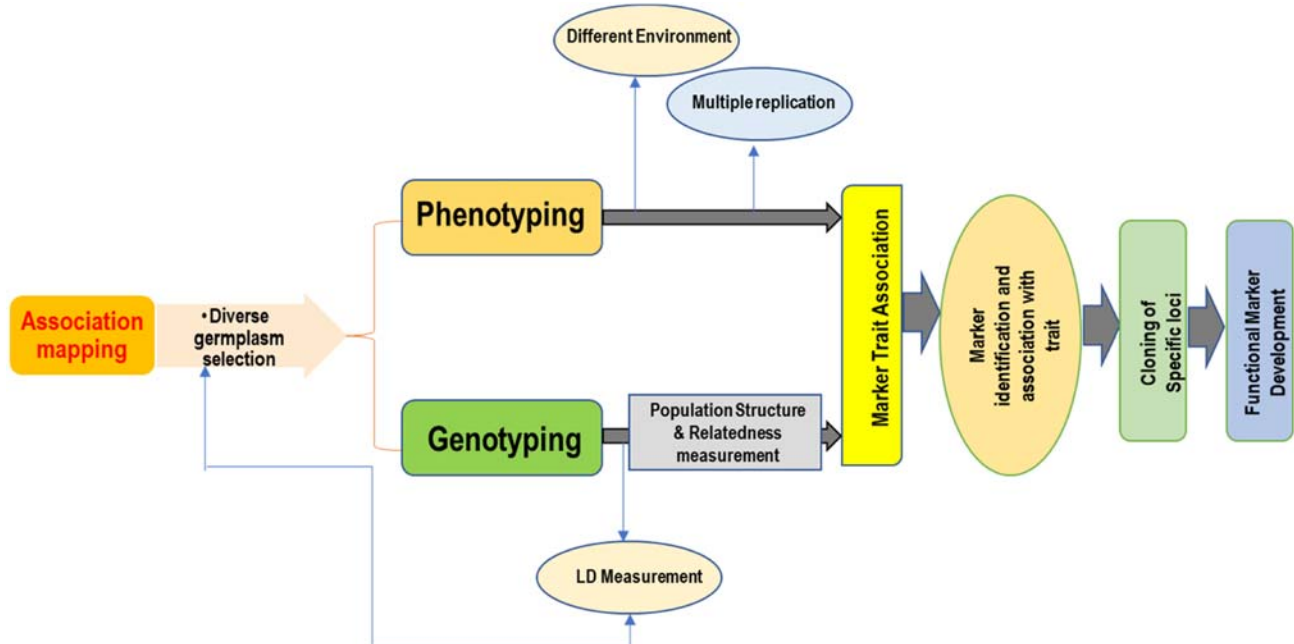 Different Environment
Multiple replication
Phenotyping
Association
mapping
•Diverse
germplasm
selection
Genotyping
Population Structure
& Relatedness
measurement
LD Measurement
Marker Trait Association
Marker
identification and
association with
trait
Cloning of
Specific loci
Functional Marker
Development